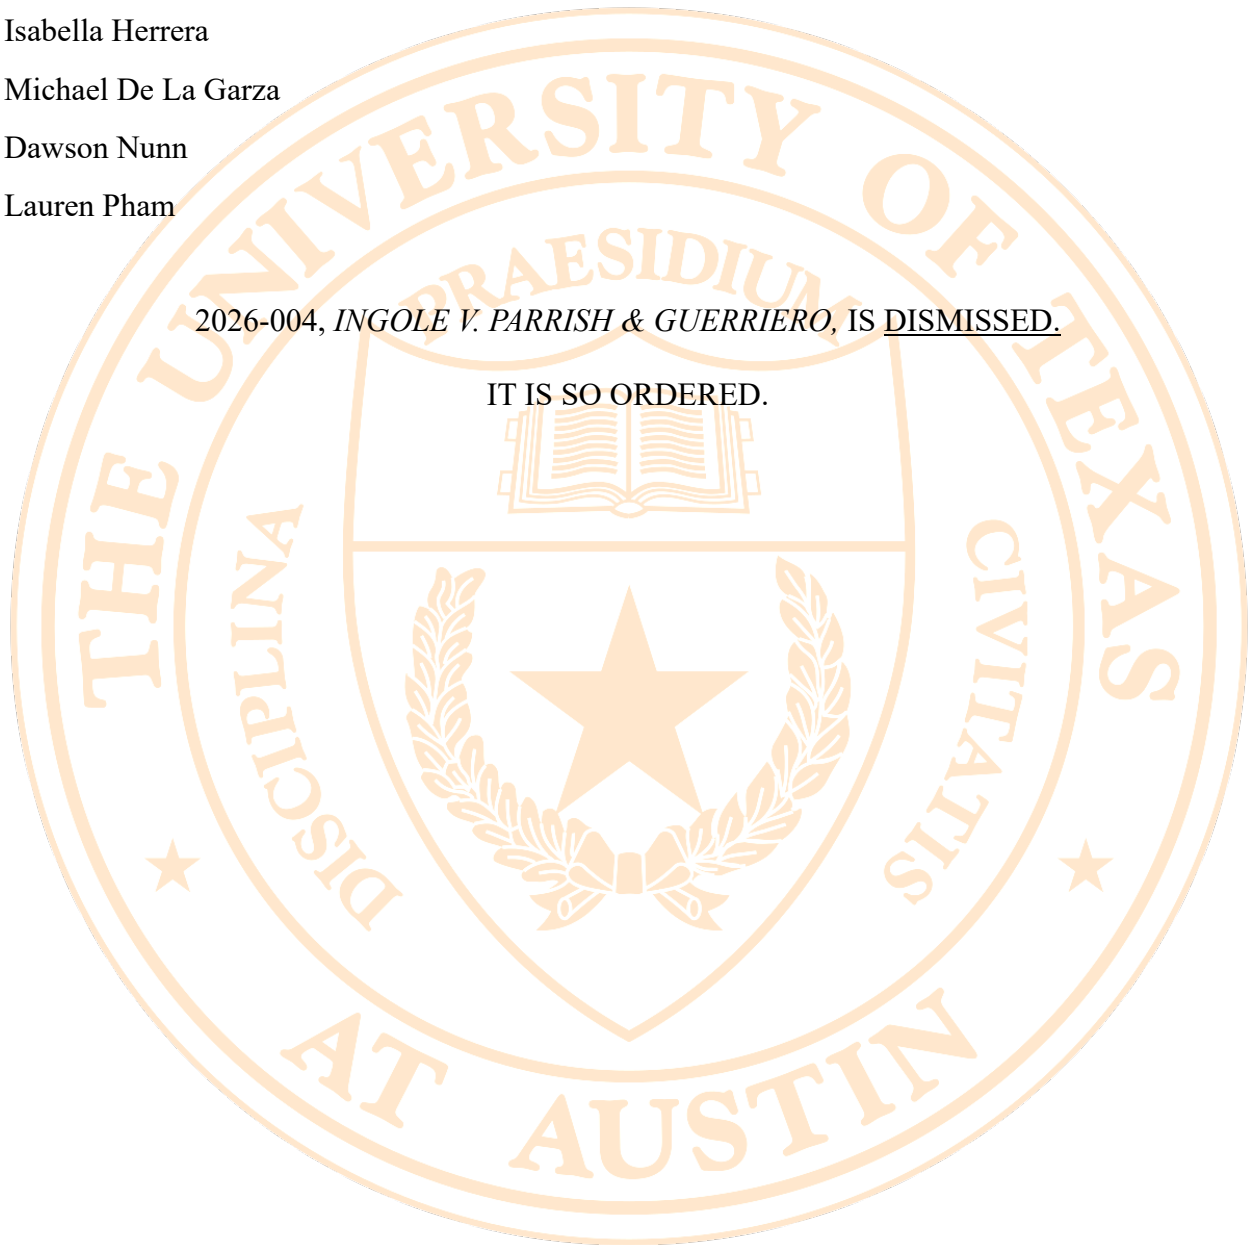 Isabella Herrera
Michael De La Garza
Dawson Nunn
Lauren Pham
2026-004, INGOLE V. PARRISH & GUERRIERO, IS DISMISSED.
IT IS SO ORDERED.
THE UNIVERSITY OF TEXAS
AT AUSTIN
PRAESIDIUM
DISCIPLINA
CIVITATIS